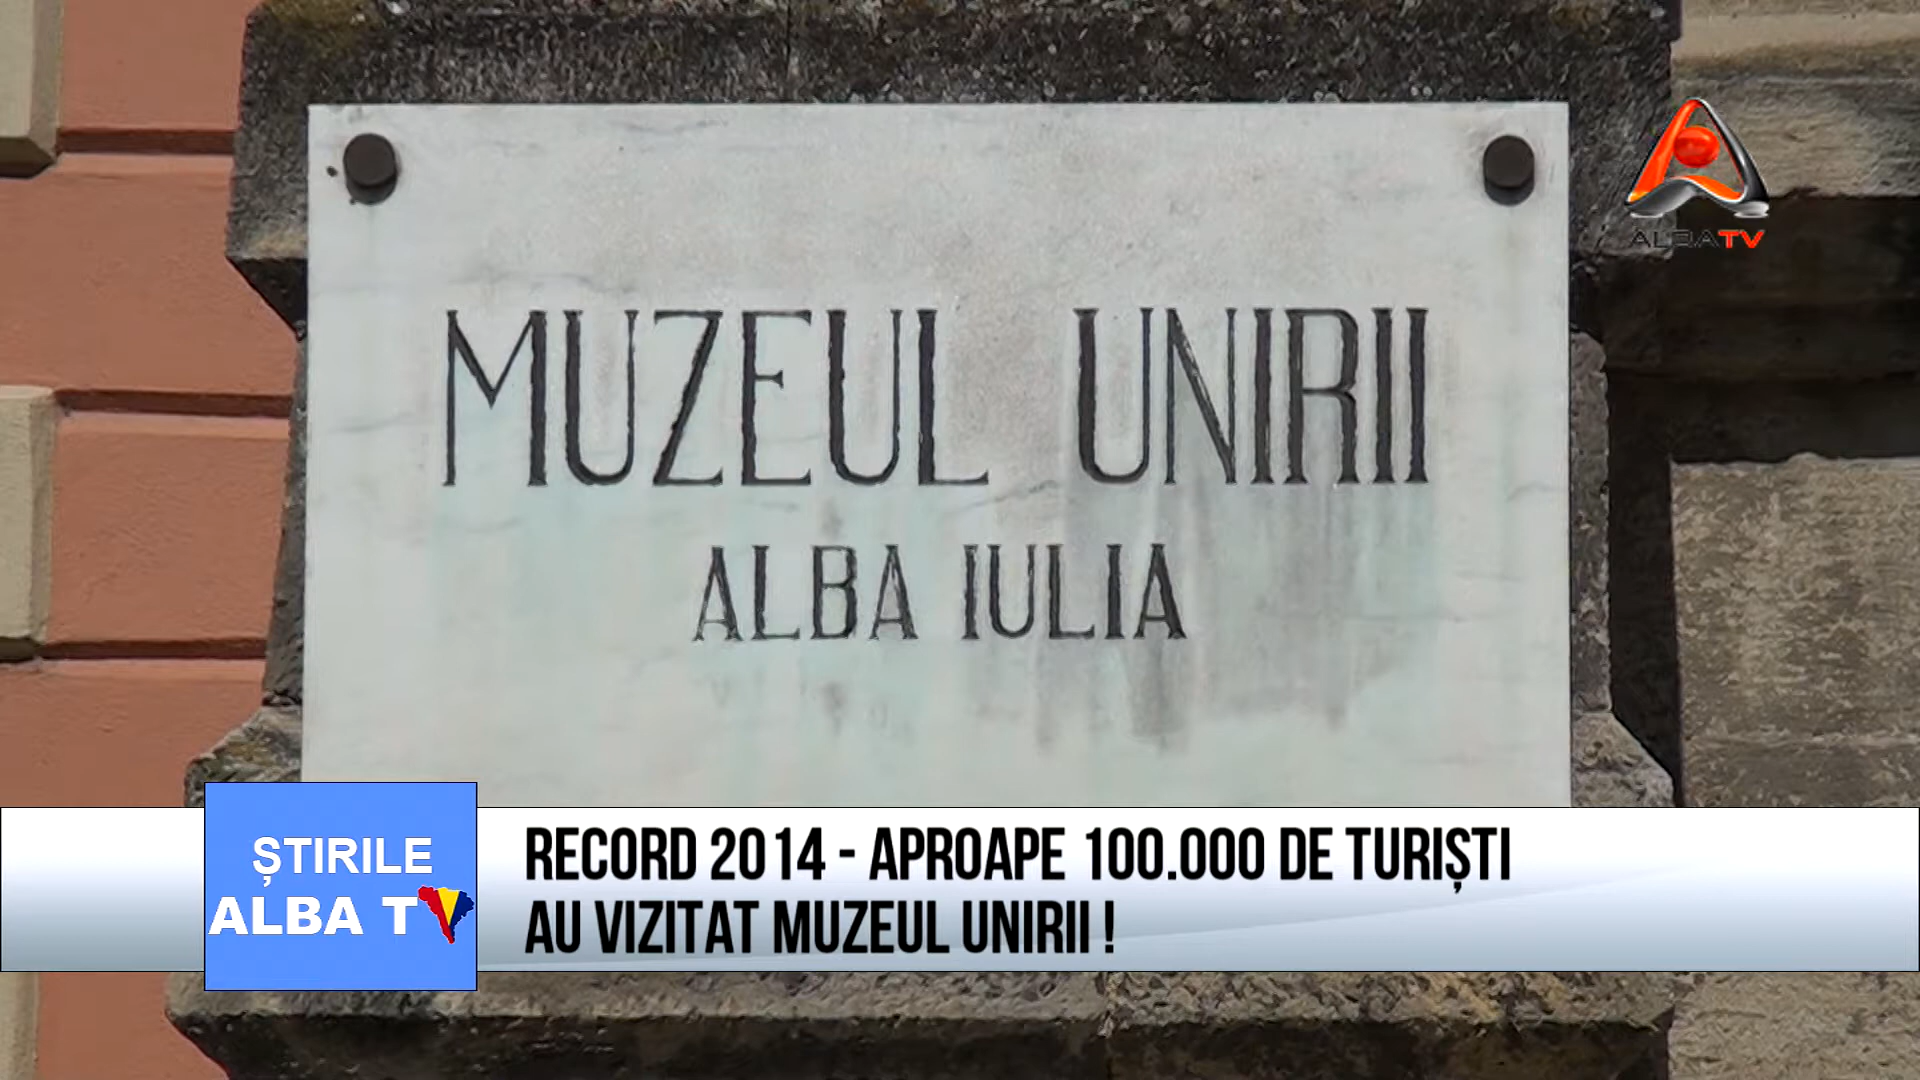 MUZEUL UNIRII
ALBA IULIA
ALBATV
ȘTIRILE
ALBA TV
RECORD 2014 - APROAPE 100.000 DE TURIȘTI
AU VIZITAT MUZEUL UNIRII !